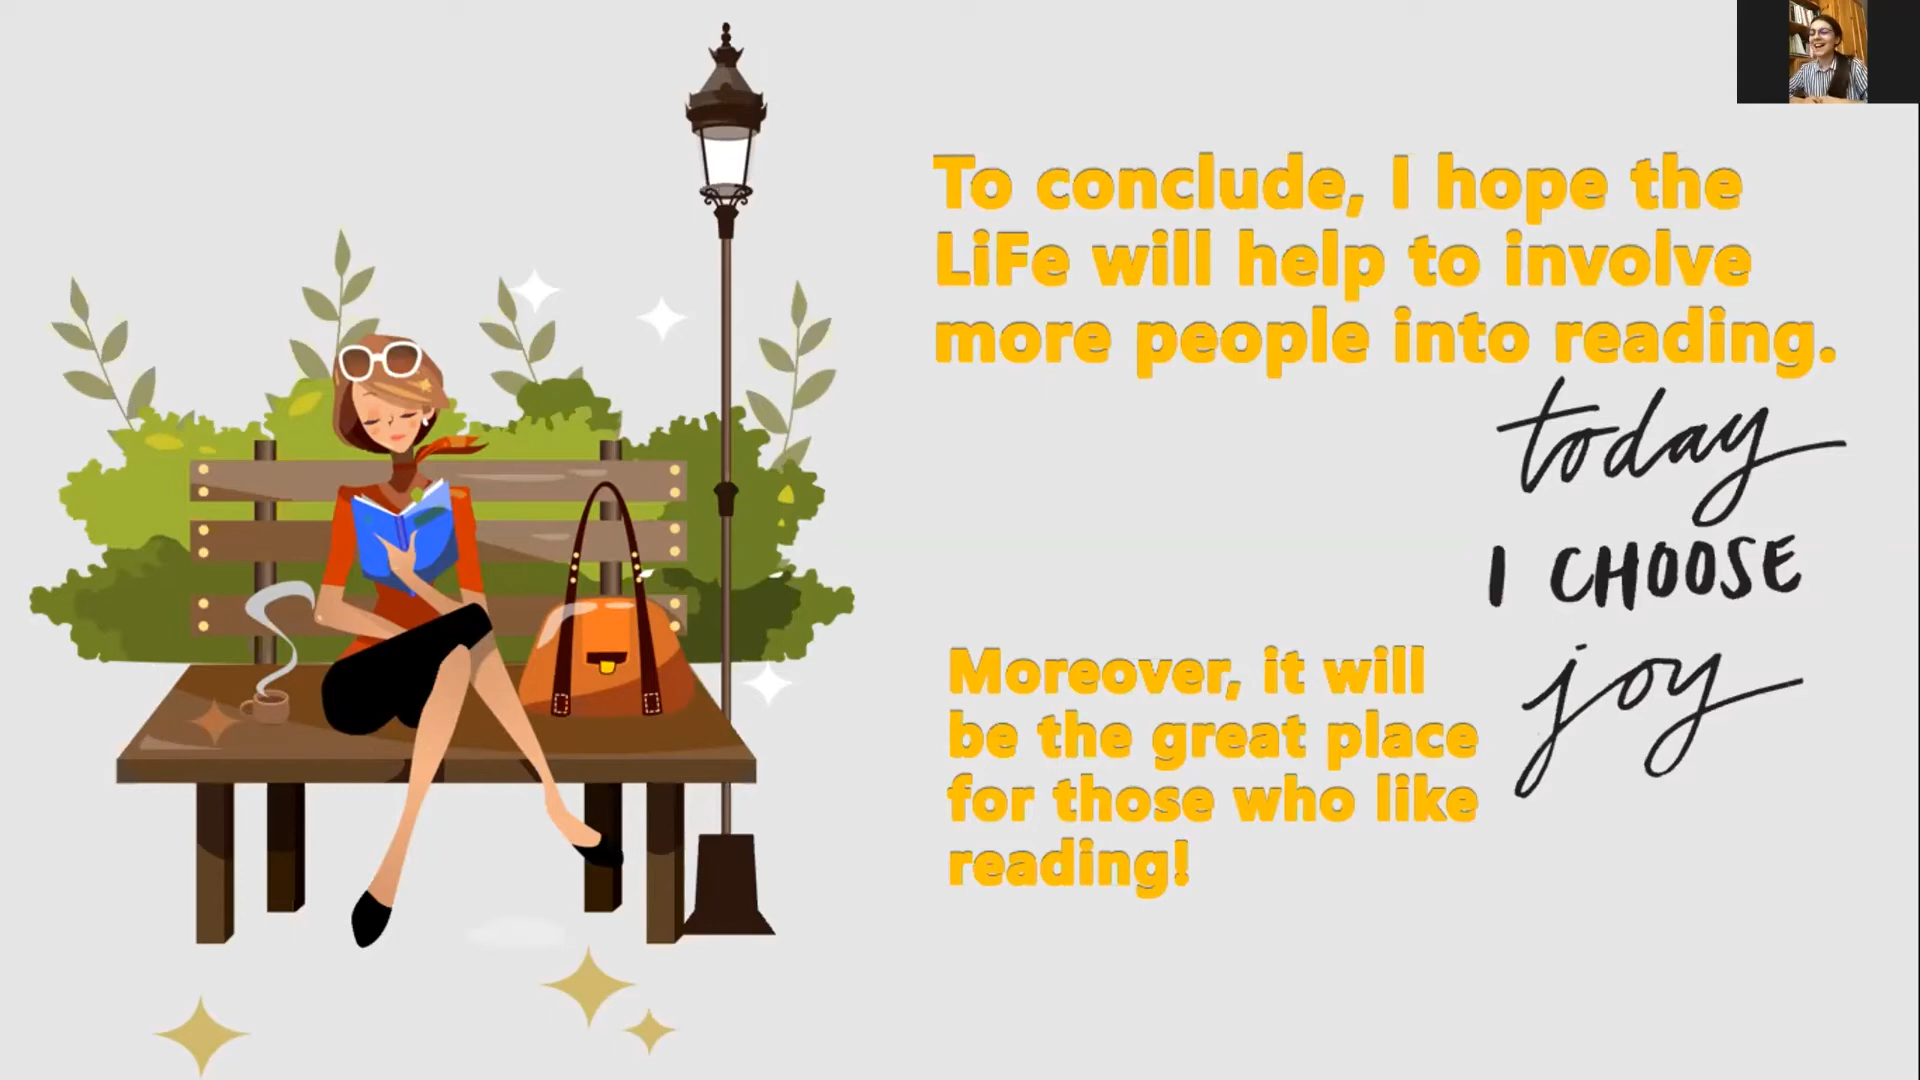 To conclude, I hope the
LiFe will help to involve
more people into reading.
today
I CHOOSE
joy
Moreover, it will
be the great place
for those who like
reading!